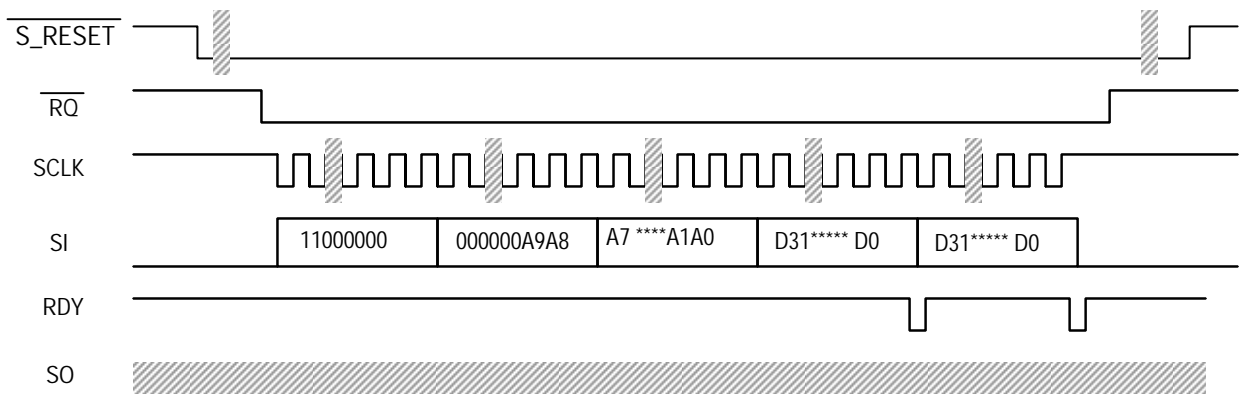 S_RESET
RQ
SCLK
SI 11000000 000000A9A8 A7 ****A1A0 D31***** D0 D31***** D0
RDY
SO